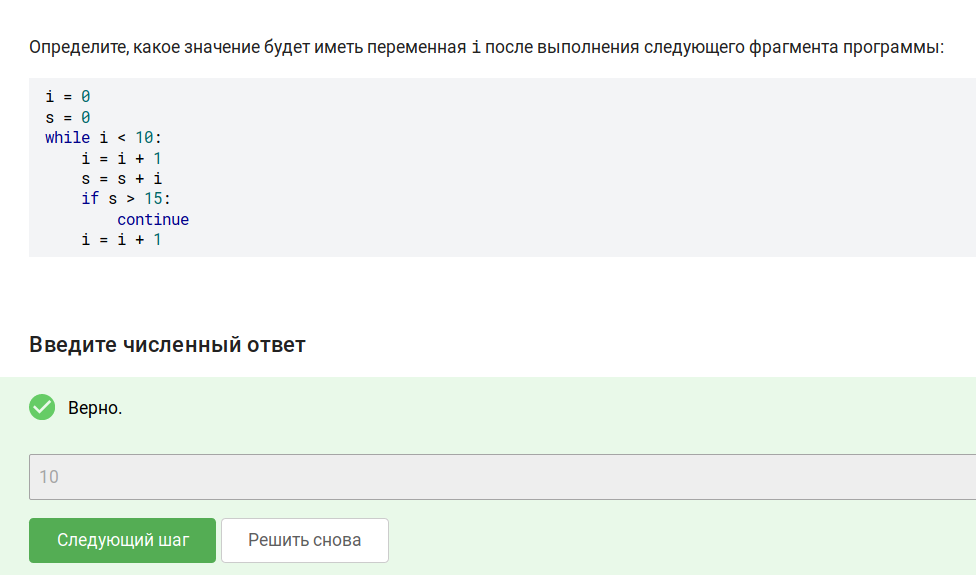 Определите, какое значение будет иметь переменная i после выполнения следующего фрагмента программы:
i = 0
s = 0
while i < 10:
    i = i + 1
    s = s + i
    if s > 15:
        continue
    i = i + 1
Введите численный ответ
Верно.
10
Следующий шаг
Решить снова